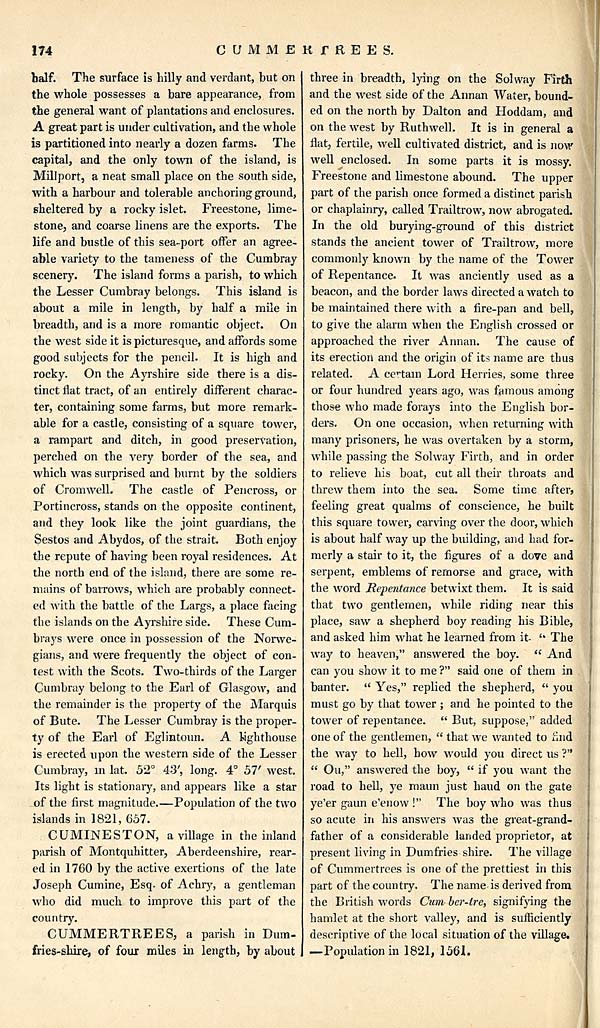 174
CUMMERTREES.
half. The surface is hilly and verdant, but on
the whole possesses a bare appearance, from
the general want of plantations and enclosures.
A great part is under cultivation, and the whole
is partitioned into nearly a dozen farms. The
capital, and the only town of the island, is
Millport, a neat small place on the south side,
with a harbour and tolerable anchoring ground,
sheltered by a rocky islet. Freestone, lime-
stone, and coarse linens are the exports. The
life and bustle of this sea-port offer an agree-
able variety to the tameness of the Cumbray
scenery. The island forms a parish, to which
the Lesser Cumbray belongs. This island is
about a mile in length, by half a mile in
breadth, and is a more romantic object. On
the west side it is picturesque, and affords some
good subjects for the pencil. It is high and
rocky. On the Ayrshire side there is a dis-
tinct flat tract, of an entirely different charac-
ter, containing some farms, but more remark-
able for a castle, consisting of a square tower,
a rampart and ditch, in good preservation,
perched on the very border of the sea, and
which was surprised and burnt by the soldiers
of Cromwell. The castle of Pencross, or
Portincross, stands on the opposite continent,
and they look like the joint guardians, the
Sestos and Abydos, of the strait. Both enjoy
the repute of having been royal residences. At
the north end of the island, there are some re-
mains of barrows, which are probably connect-
ed with the battle of the Largs, a place facing
the islands on the Ayrshire side. These Cum-
brays were once in possession of the Norwe-
gians, and were frequently the object of con-
test with the Scots. Two-thirds of the Larger
Cumbray belong to the Earl of Glasgow, and
the remainder is the property of the Marquis
of Bute. The Lesser Cumbray is the proper-
ty of the Earl of Eglintoun. A lighthouse
is erected upon the western side of the Lesser
Cumbray, in lat. 52° 43′, long. 4° 57′ west.
Its light is stationary, and appears like a star
of the first magnitude.—Population of the two
islands in 1821, 657.
CUMINESTON, a village in the inland
parish of Montquhitter, Aberdeenshire, rear-
ed in 1760 by the active exertions of the late
Joseph Cumine, Esq. of Achry, a gentleman
who did much to improve this part of the
country.
CUMMERTREES, a parish in Dum-
fries-shire, of four miles in length, by about
three in breadth, lying on the Solway Firth
and the west side of the Annan Water, bound-
ed on the north by Dalton and Hoddam, and
on the west by Ruthwell. It is in general a
flat, fertile, well cultivated district, and is now
well enclosed. In some parts it is mossy.
Freestone and limestone abound. The upper
part of the parish once formed a distinct parish
or chaplainry, called Trailtrow, now abrogated.
In the old burying-ground of this district
stands the ancient tower of Trailtrow, more
commonly known by the name of the Tower
of Repentance. It was anciently used as a
beacon, and the border laws directed a watch to
be maintained there with a fire-pan and bell,
to give the alarm when the English crossed or
approached the river Annan. The cause of
its erection and the origin of its name are thus
related. A certain Lord Herries, some three
or four hundred years ago, was famous among
those who made forays into the English bor-
ders. On one occasion, when returning with
many prisoners, he was overtaken by a storm,
while passing the Solway Firth, and in order
to relieve his boat, cut all their throats and
threw them into the sea. Some time after,
feeling great qualms of conscience, he built
this square tower, carving over the door, which
is about half way up the building, and had for-
merly a stair to it, the figures of a dove and
serpent, emblems of remorse and grace, with
the word Repentance betwixt them. It is said
that two gentlemen, while riding near this
place, saw a shepherd boy reading his Bible,
and asked him what he learned from it. "The
way to heaven," answered the boy. "And
can you show it to me?" said one of them in
banter. "Yes," replied the shepherd, "you
must go by that tower; and he pointed to the
tower of repentance. "But, suppose," added
one of the gentlemen, "that we wanted to find
the way to hell, how would you direct us?"
"Ou," answered the boy, "if you want the
road to hell, ye maun just haud on the gate
ye'er gaun e'enow!" The boy who was thus
so acute in his answers was the great-grand-
father of a considerable landed proprietor, at
present living in Dumfries shire. The village
of Cummertrees is one of the prettiest in this
part of the country. The name is derived from
the British words Cum-ber-tre, signifying the
hamlet at the short valley, and is sufficiently
descriptive of the local situation of the village.
—Population in 1821, 1561.